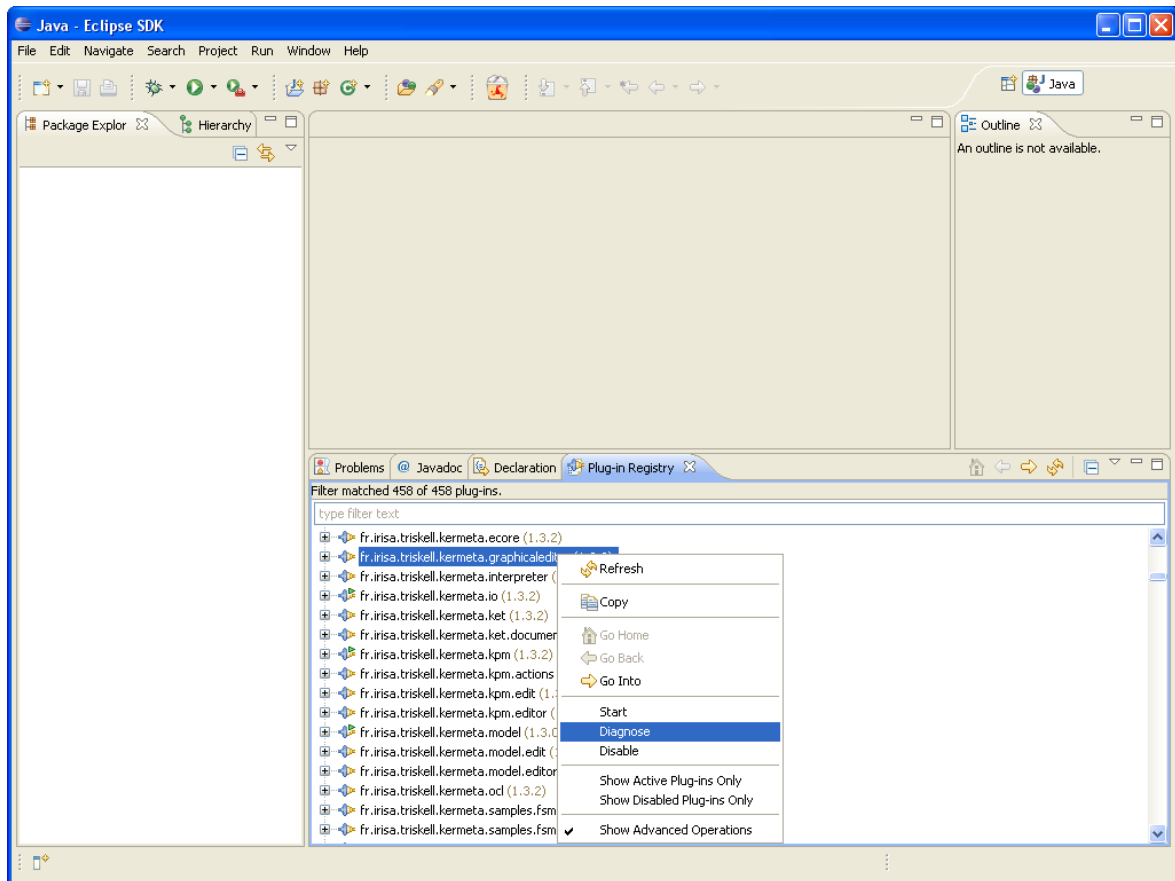 Java - Eclipse SDK
File Edit Navigate Search Project Run Window Help
Java
Package Explor
Hierarchy
Outline
An outline is not available.
Problems @ Javadoc Declaration Plug-in Registry
Filter matched 458 of 458 plug-ins.
type filter text
fr.irisa.triskell.kermeta.ecore (1.3.2)
fr.irisa.triskell.kermeta.graphicaledit
fr.irisa.triskell.kermeta.interpreter (
fr.irisa.triskell.kermeta.io (1.3.2)
fr.irisa.triskell.kermeta.ket (1.3.2)
fr.irisa.triskell.kermeta.ket.documen
fr.irisa.triskell.kermeta.kpm (1.3.2)
fr.irisa.triskell.kermeta.kpm.actions
fr.irisa.triskell.kermeta.kpm.edit (1.
fr.irisa.triskell.kermeta.kpm.editor (
fr.irisa.triskell.kermeta.model (1.3.0
fr.irisa.triskell.kermeta.model.edit (
fr.irisa.triskell.kermeta.model.editor
fr.irisa.triskell.kermeta.ocl (1.3.2)
fr.irisa.triskell.kermeta.samples.fsm
fr.irisa.triskell.kermeta.samples.fsm
Refresh
Copy
Go Home
Go Back
Go Into
Start
Diagnose
Disable
Show Active Plug-ins Only
Show Disabled Plug-ins Only
Show Advanced Operations